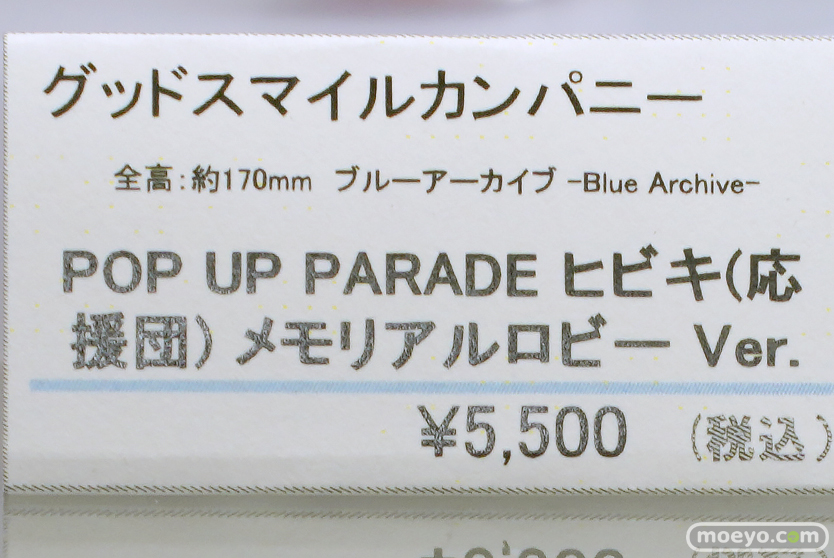 グッドスマイルカンパニー
全高:約170mm ブルーアーカイブ -Blue Archive-
POP UP PARADE ヒビキ(応
援団) メモリアルロビー Ver.
¥5,500 (税込)
moeyo.com